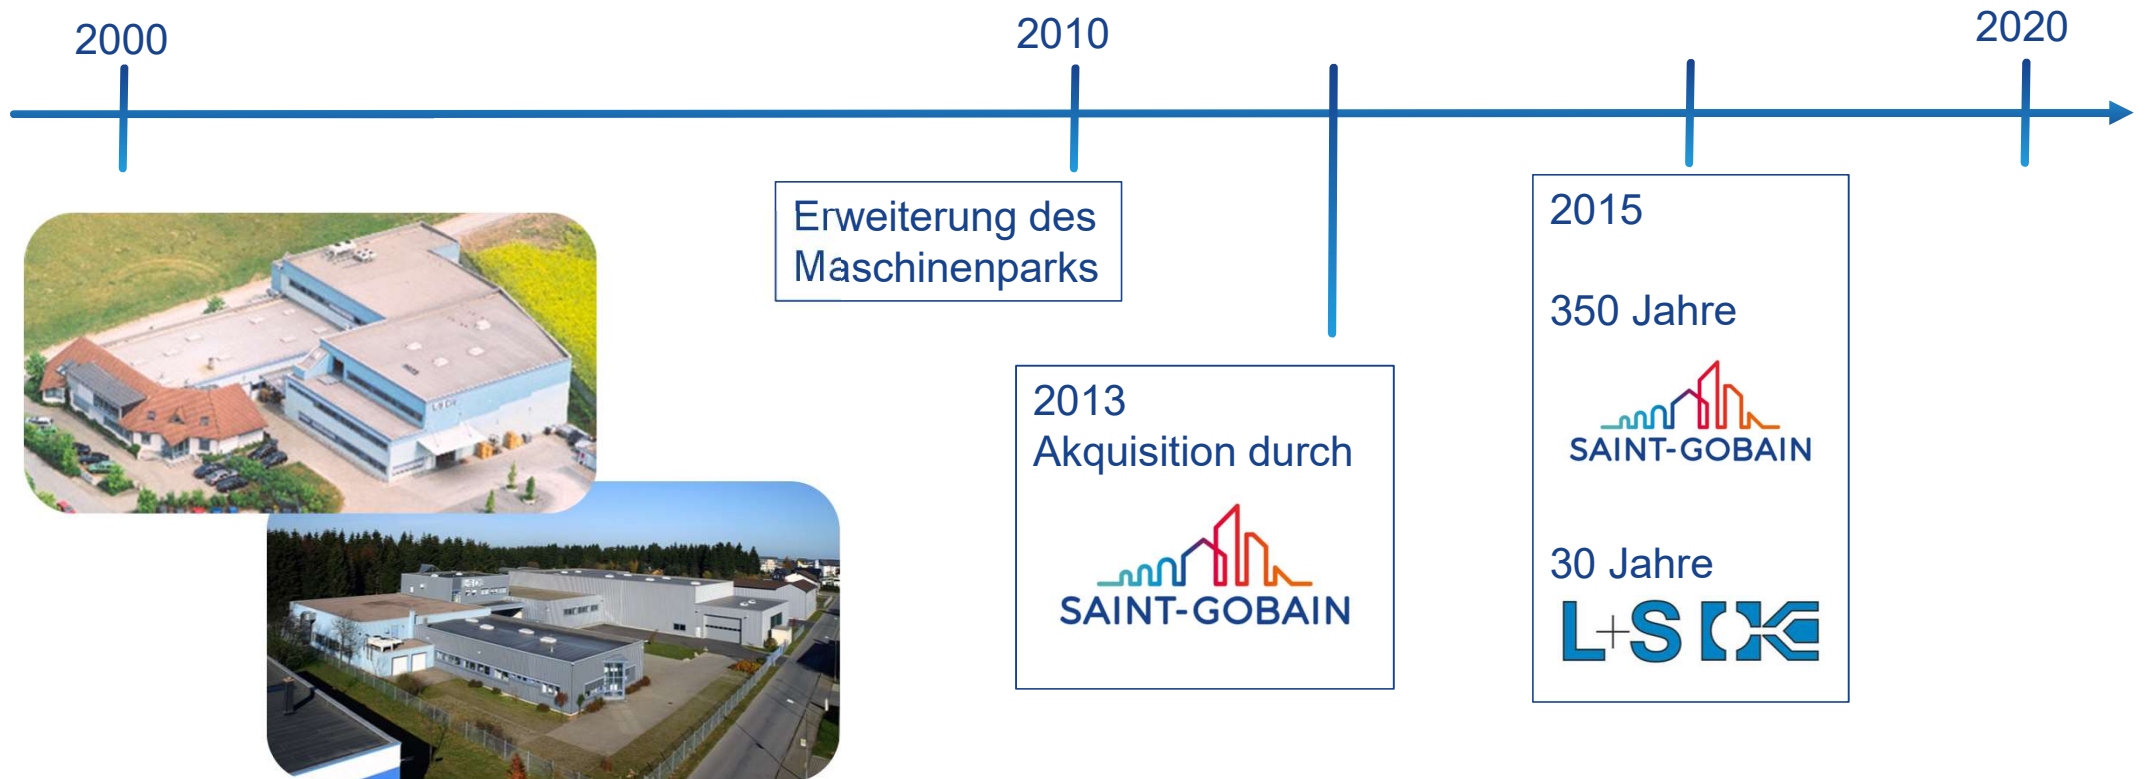 2000
2010
2020
Erweiterung des
Maschinenparks
2013
Akquisition durch
SAINT-GOBAIN
2015
350 Jahre
SAINT-GOBAIN
30 Jahre
L+S